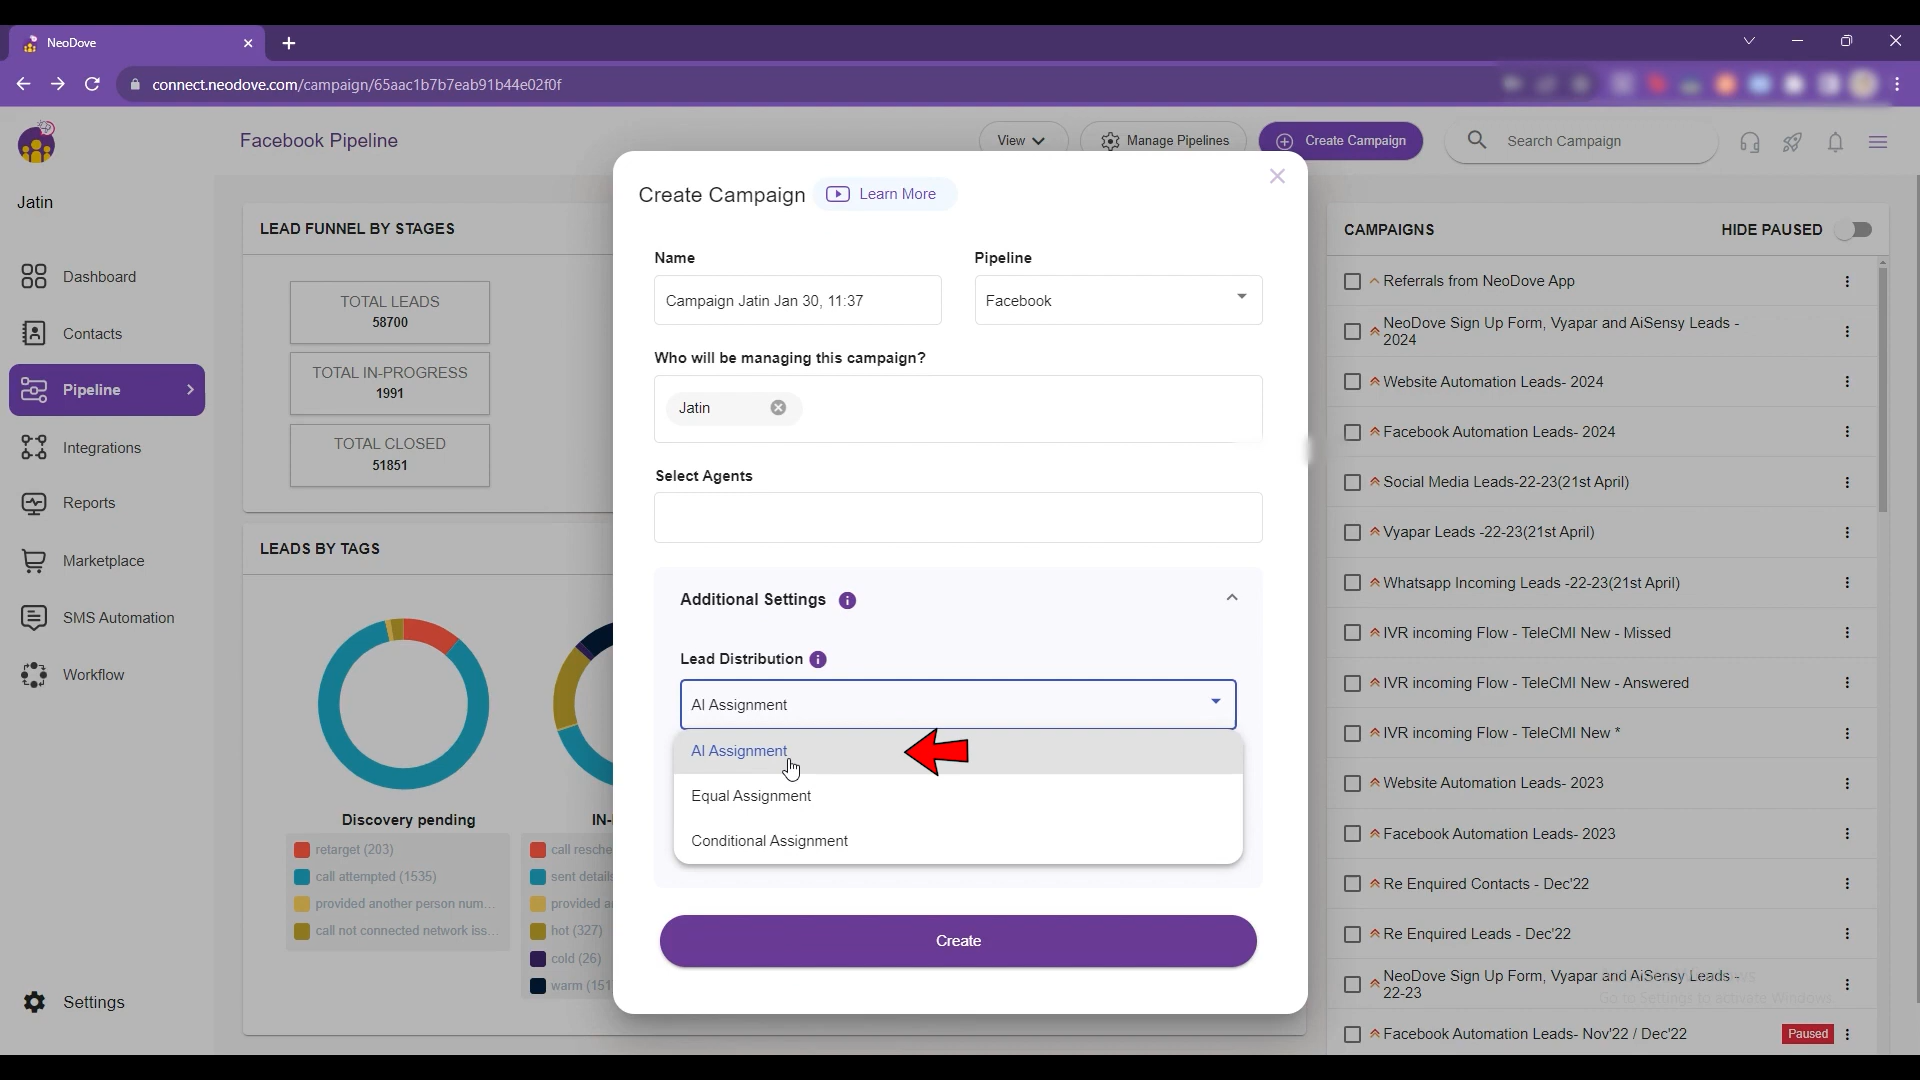 NeoDove
connect.neodove.com/campaign/65aac1b7b7eab91b44e02f0f
Facebook Pipeline
View
Manage Pipelines
Create Campaign
Search Campaign
Jatin
Dashboard
Contacts
Pipeline
Integrations
Reports
Marketplace
SMS Automation
Workflow
Settings
LEAD FUNNEL BY STAGES
TOTAL LEADS
58700
TOTAL IN-PROGRESS
1991
TOTAL CLOSED
51851
LEADS BY TAGS
Discovery pending
retarget (203)
call attempted (1535)
provided another person num...
call not connected network iss...
IN-
call resche
sent details
provided a
hot (327)
cold (26)
warm (151
Create Campaign
Learn More
Name
Pipeline
Campaign Jatin Jan 30, 11:37
Facebook
Who will be managing this campaign?
Jatin
Select Agents
Additional Settings
Lead Distribution
AI Assignment
AI Assignment
Equal Assignment
Conditional Assignment
Create
CAMPAIGNS
HIDE PAUSED
Referrals from NeoDove App
NeoDove Sign Up Form, Vyapar and AiSensy Leads -
2024
Website Automation Leads- 2024
Facebook Automation Leads- 2024
Social Media Leads-22-23(21st April)
Vyapar Leads -22-23(21st April)
Whatsapp Incoming Leads -22-23(21st April)
IVR incoming Flow - TeleCMI New - Missed
IVR incoming Flow - TeleCMI New - Answered
IVR incoming Flow - TeleCMI New *
Website Automation Leads- 2023
Facebook Automation Leads- 2023
Re Enquired Contacts - Dec'22
Re Enquired Leads - Dec'22
NeoDove Sign Up Form, Vyapar and AiSensy Leads-
22-23
Go to Settings to activate Windows.
Facebook Automation Leads- Nov'22 / Dec'22
Paused